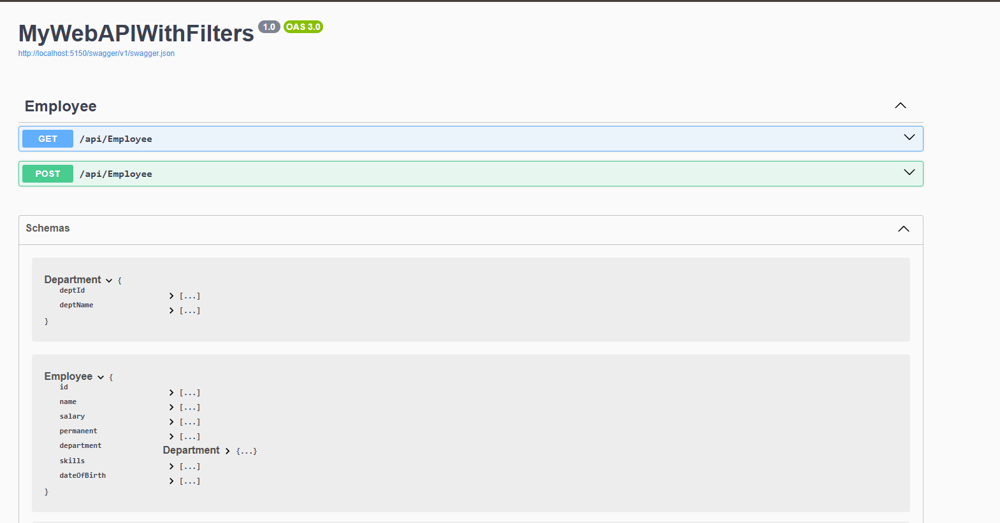 MyWebAPIWithFilters 1.0 OAS 3.0
http://localhost:5150/swagger/v1/swagger.json
Employee
GET /api/Employee
POST /api/Employee
Schemas
Department {
deptId [...]
deptName [...]
}
Employee {
id [...]
name [...]
salary [...]
permanent [...]
department Department {...}
skills [...]
dateOfBirth [...]
}